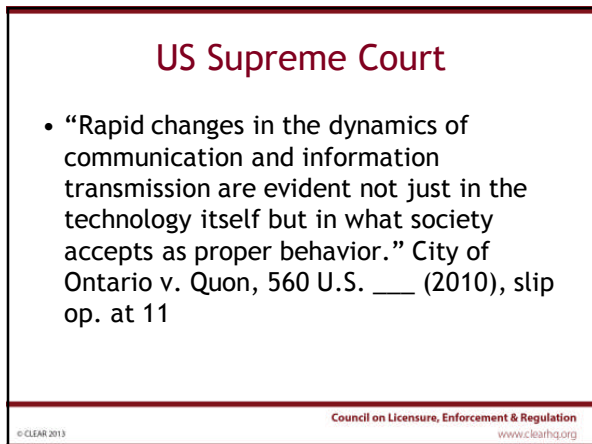 US Supreme Court
• “Rapid changes in the dynamics of
communication and information
transmission are evident not just in the
technology itself but in what society
accepts as proper behavior.” City of
Ontario v. Quon, 560 U.S. ___ (2010), slip
op. at 11
Council on Licensure, Enforcement & Regulation
© CLEAR 2013
www.clearhq.org